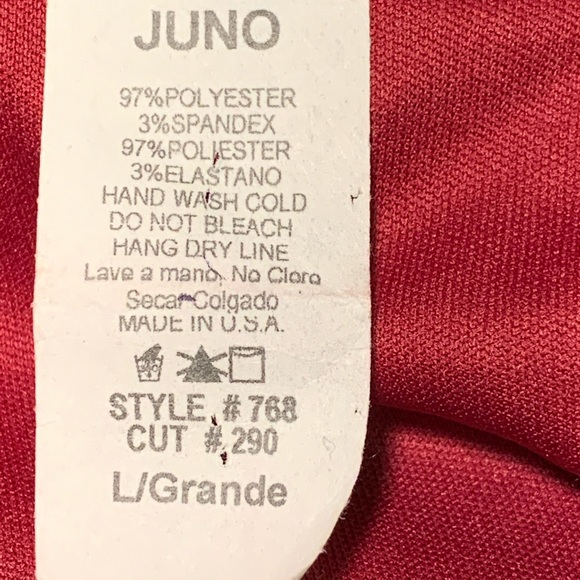 JUNO
97%POLYESTER
3%SPANDEX
97%POLIESTER
3%ELASTANO
HAND WASH COLD
DO NOT BLEACH
HANG DRY LINE
Lave a mano. No Cloro
Secar Colgado
MADE IN U.S.A.
STYLE # 768
CUT # 290
L/Grande